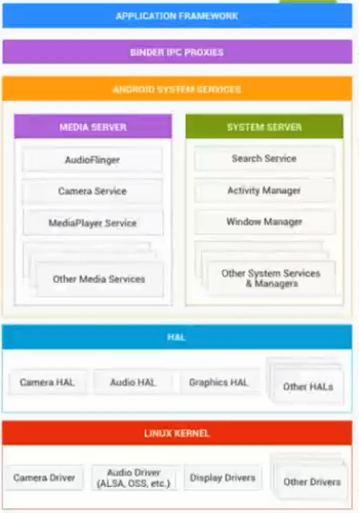 APPLICATION FRAMEWORK
BINDER IPC PROXIES
ANDROID SYSTEM SERVICES
MEDIA SERVER
AudioFlinger
Camera Service
MediaPlayer Service
Other Media Services
SYSTEM SERVER
Search Service
Activity Manager
Window Manager
Other System Services
& Managers
HAL
Camera HAL
Audio HAL
Graphics HAL
Other HALs
LINUX KERNEL
Camera Driver
Audio Driver
(ALSA, OSS, etc.)
Display Drivers
Other Drivers